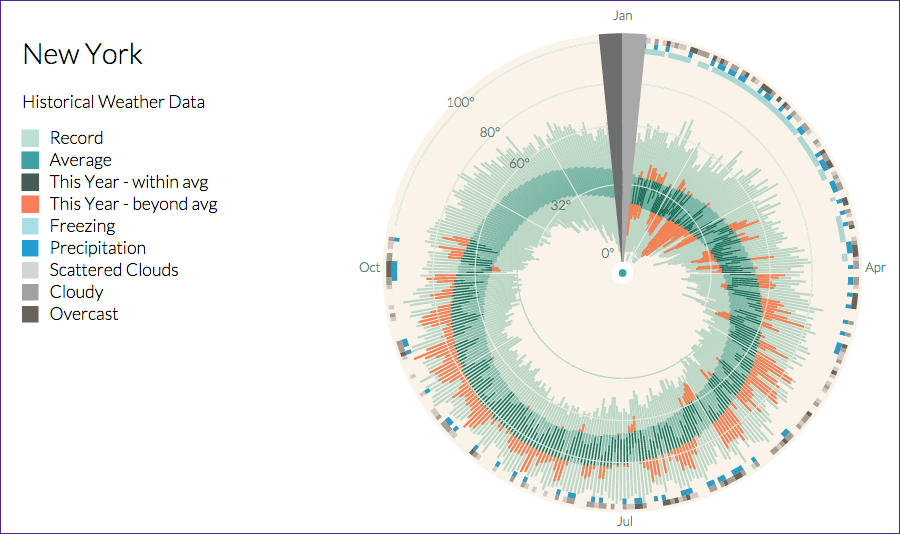 New York
Historical Weather Data
Record
Average
This Year - within avg
This Year - beyond avg
Freezing
Precipitation
Scattered Clouds
Cloudy
Overcast
Jan
100°
80°
60°
32°
0°
Oct
Apr
Jul